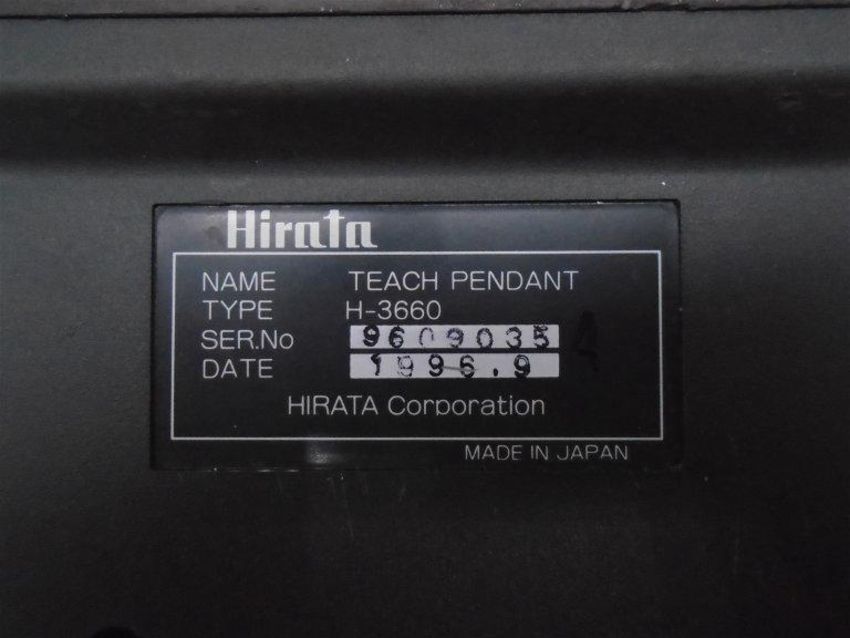 Hirata
NAME TEACH PENDANT
TYPE H-3660
SER.No 9609035
DATE 1996.9
HIRATA Corporation
MADE IN JAPAN